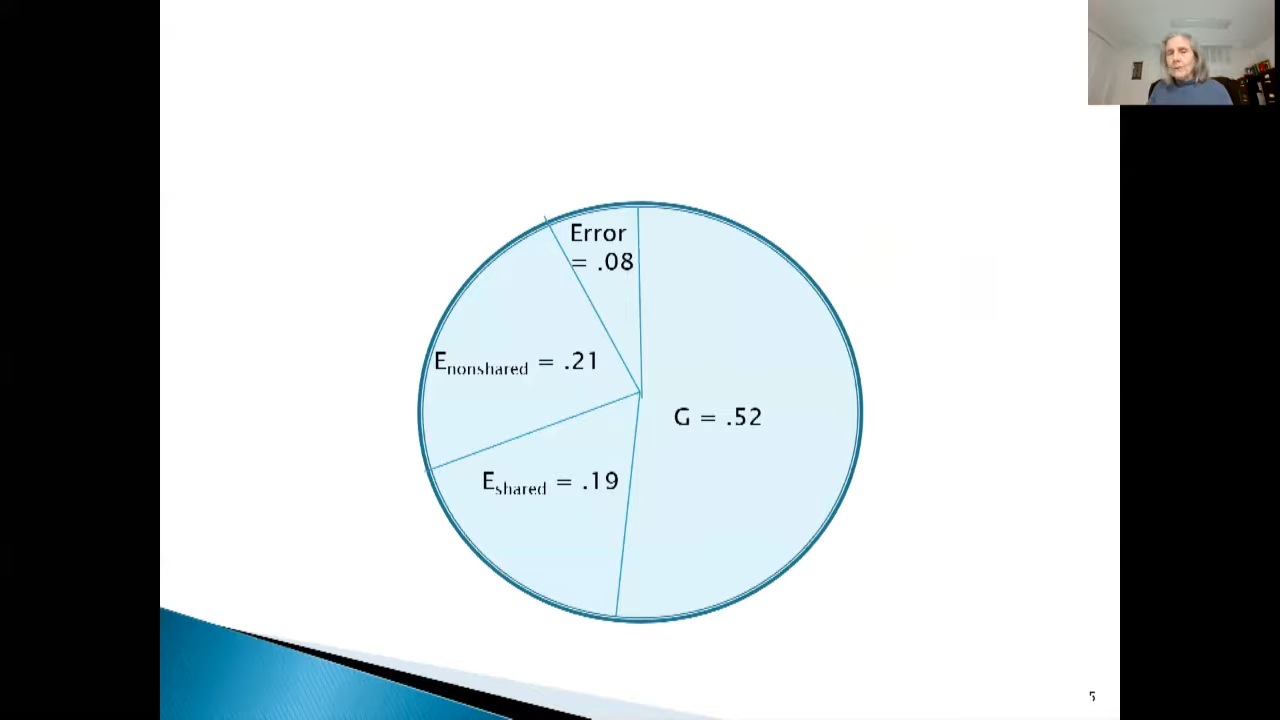 Error
= .08
Enonshared = .21
G = .52
Eshared = .19
5